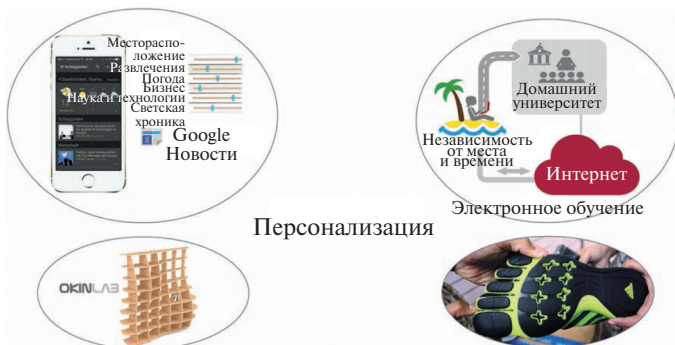 Местораспо-
ложение
Развлечения
Погода
Бизнес
Наука и технологии
Светская
хроника
Google
Новости
Домашний
университет
Независимость
от места
и времени
Интернет
Электронное обучение
Персонализация
OKINLAB
adidas